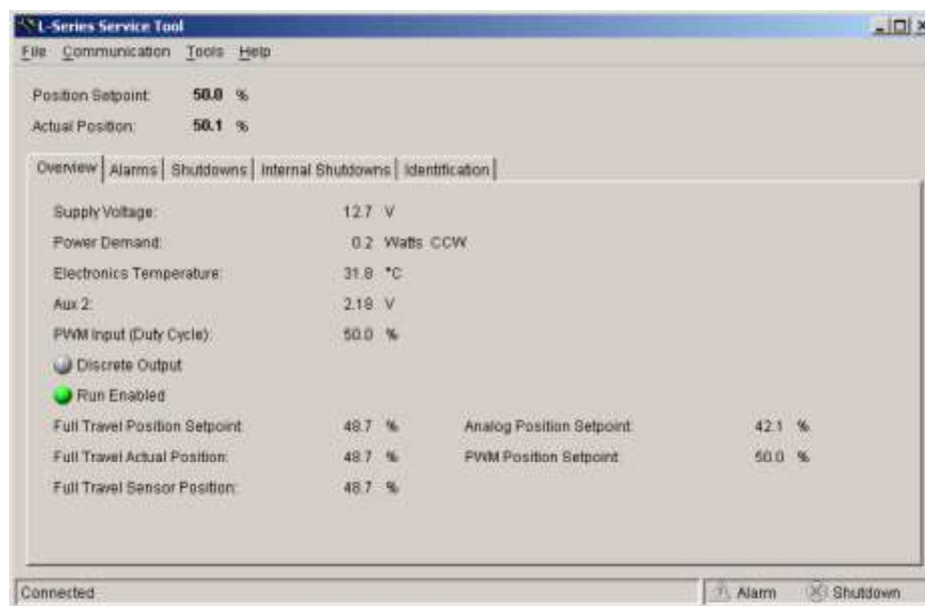 L-Series Service Tool
File Communication Tools Help
Position Setpoint: 50.0 %
Actual Position: 50.1 %
Overview Alarms Shutdowns Internal Shutdowns Identification
Supply Voltage: 12.7 V
Power Demand: 0.2 Watts CCW
Electronics Temperature: 31.8 °C
Aux 2: 2.18 V
PWM Input (Duty Cycle): 50.0 %
Discrete Output
Run Enabled
Full Travel Position Setpoint: 48.7 % Analog Position Setpoint: 42.1 %
Full Travel Actual Position: 48.7 % PWM Position Setpoint: 50.0 %
Full Travel Sensor Position: 48.7 %
Connected Alarm Shutdown